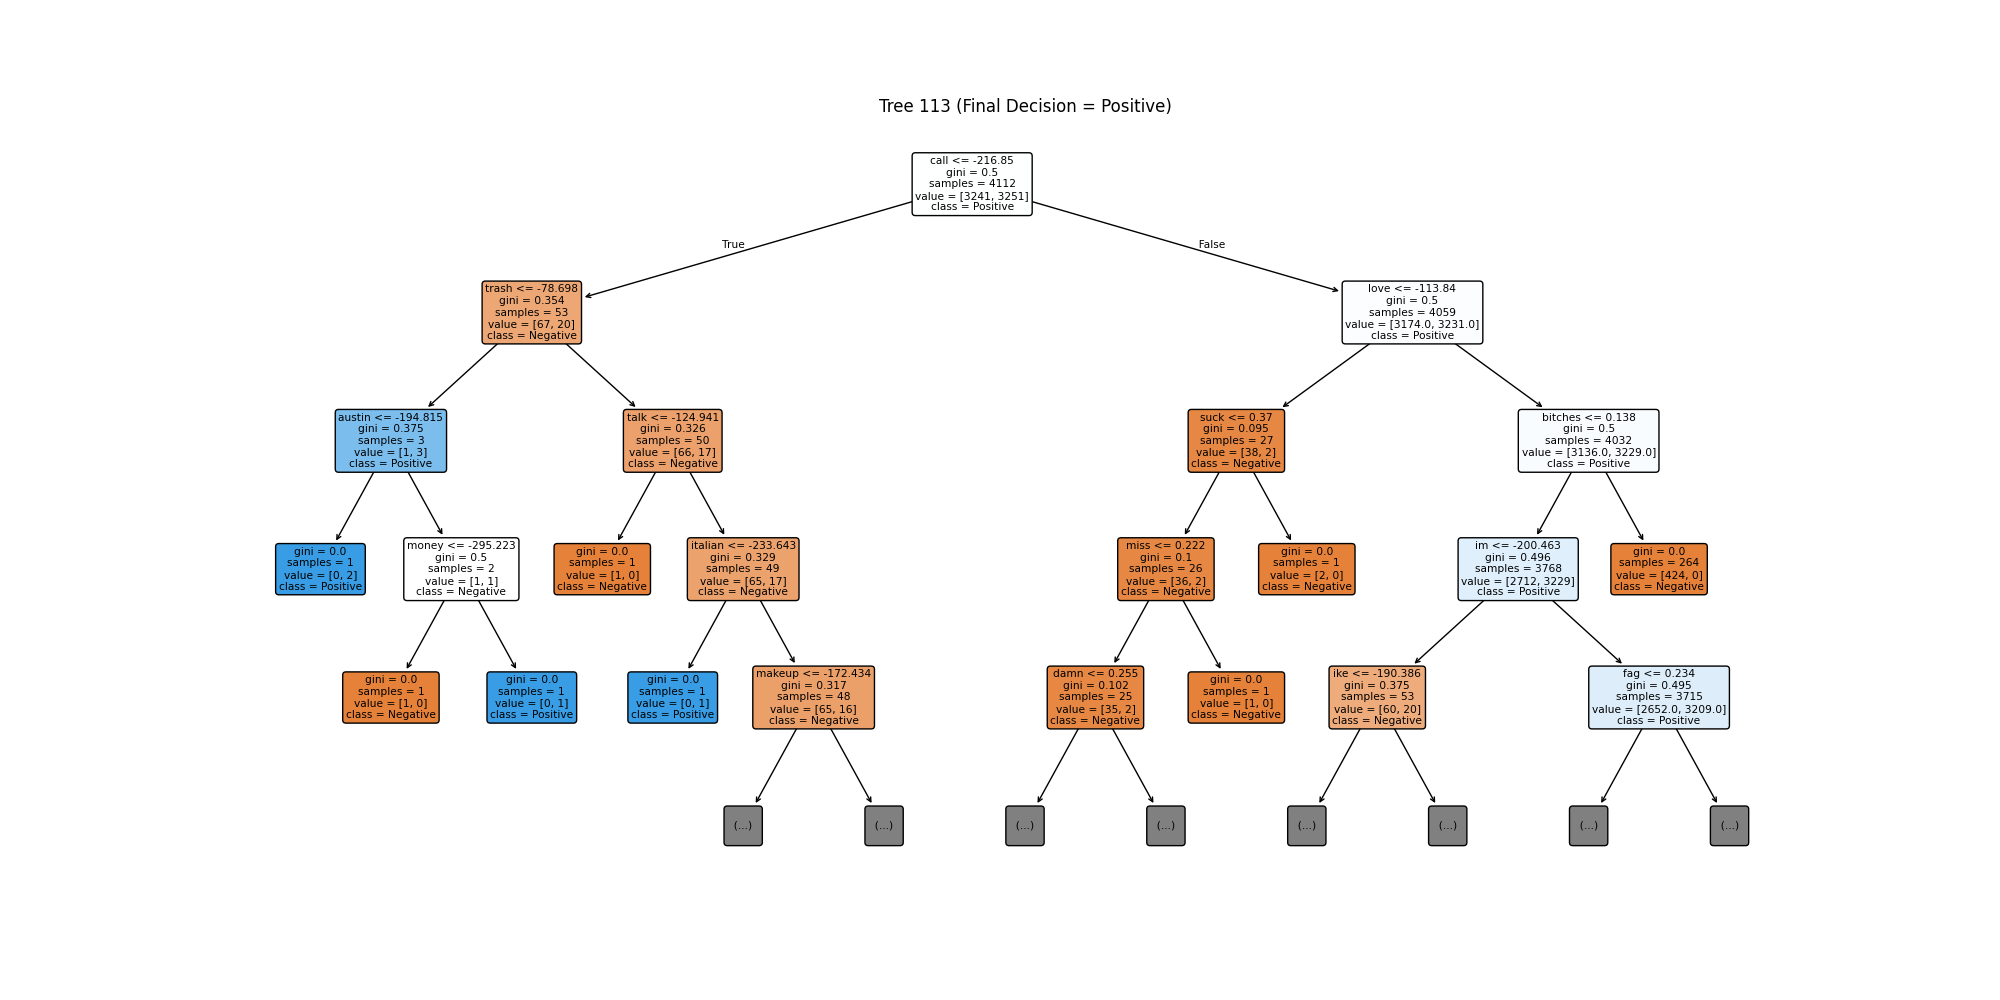 Tree 113 (Final Decision = Positive)
call <= -216.85
gini = 0.5
samples = 4112
value = [3241, 3251]
class = Positive
True
False
trash <= -78.698
gini = 0.354
samples = 53
value = [67, 20]
class = Negative
love <= -113.84
gini = 0.5
samples = 4059
value = [3174.0, 3231.0]
class = Positive
austin <= -194.815
gini = 0.375
samples = 3
value = [1, 3]
class = Positive
talk <= -124.941
gini = 0.326
samples = 50
value = [66, 17]
class = Negative
suck <= 0.37
gini = 0.095
samples = 27
value = [38, 2]
class = Negative
bitches <= 0.138
gini = 0.5
samples = 4032
value = [3136.0, 3229.0]
class = Positive
gini = 0.0
samples = 1
value = [0, 2]
class = Positive
money <= -295.223
gini = 0.5
samples = 2
value = [1, 1]
class = Negative
gini = 0.0
samples = 1
value = [1, 0]
class = Negative
italian <= -233.643
gini = 0.329
samples = 49
value = [65, 17]
class = Negative
miss <= 0.222
gini = 0.1
samples = 26
value = [36, 2]
class = Negative
gini = 0.0
samples = 1
value = [2, 0]
class = Negative
im <= -200.463
gini = 0.496
samples = 3768
value = [2712, 3229]
class = Positive
gini = 0.0
samples = 264
value = [424, 0]
class = Negative
gini = 0.0
samples = 1
value = [1, 0]
class = Negative
gini = 0.0
samples = 1
value = [0, 1]
class = Positive
gini = 0.0
samples = 1
value = [0, 1]
class = Positive
makeup <= -172.434
gini = 0.317
samples = 48
value = [65, 16]
class = Negative
damn <= 0.255
gini = 0.102
samples = 25
value = [35, 2]
class = Negative
gini = 0.0
samples = 1
value = [1, 0]
class = Negative
ike <= -190.386
gini = 0.375
samples = 53
value = [60, 20]
class = Negative
fag <= 0.234
gini = 0.495
samples = 3715
value = [2652.0, 3209.0]
class = Positive
(...)
(...)
(...)
(...)
(...)
(...)
(...)
(...)